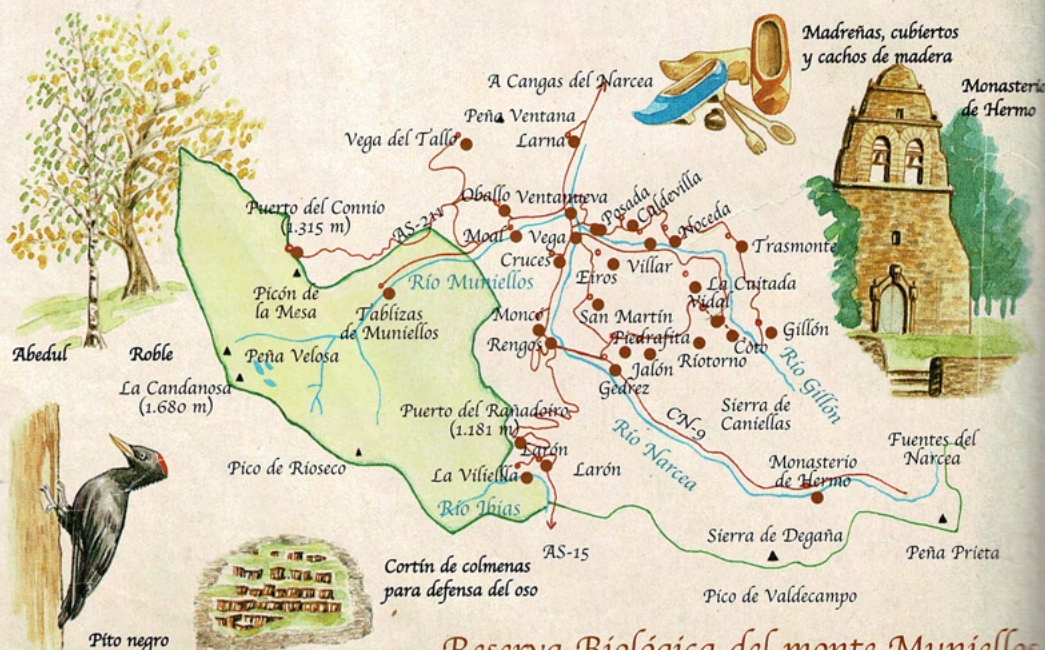 Madreñas, cubiertos
y cachos de madera
Monasterio
de Hermo
A Cangas del Narcea
Peña Ventana
Vega del Tallo
Larna
Oballo
Ventanueva
Posada
Caldevilla
Noceda
Trasmonte
Puerto del Connio
(1.315 m)
AS-211
Moal
Vega
Cruces
Eiros
Villar
La Cuitada
Vidal
Río Muniellos
Picón de
la Mesa
Tablizas
de Muniellos
Moncó
San Martín
Rengos
Piedrafita
Jalón
Riotorno
Coto
Gillón
Río Gillón
Gedrez
Abedul
Roble
Peña Velosa
La Candanosa
(1.680 m)
Puerto del Rañadoiro
(1.181 m)
Sierra de
Caniellas
CN-9
Río Narcea
Fuentes del
Narcea
Pico de Rioseco
Larón
Larón
La Viliella
Monasterio
de Hermo
Río Ibias
AS-15
Sierra de Degaña
Peña Prieta
Pico de Valdecampo
Cortín de colmenas
para defensa del oso
Pito negro
Reserva Biológica del monte Muniellos